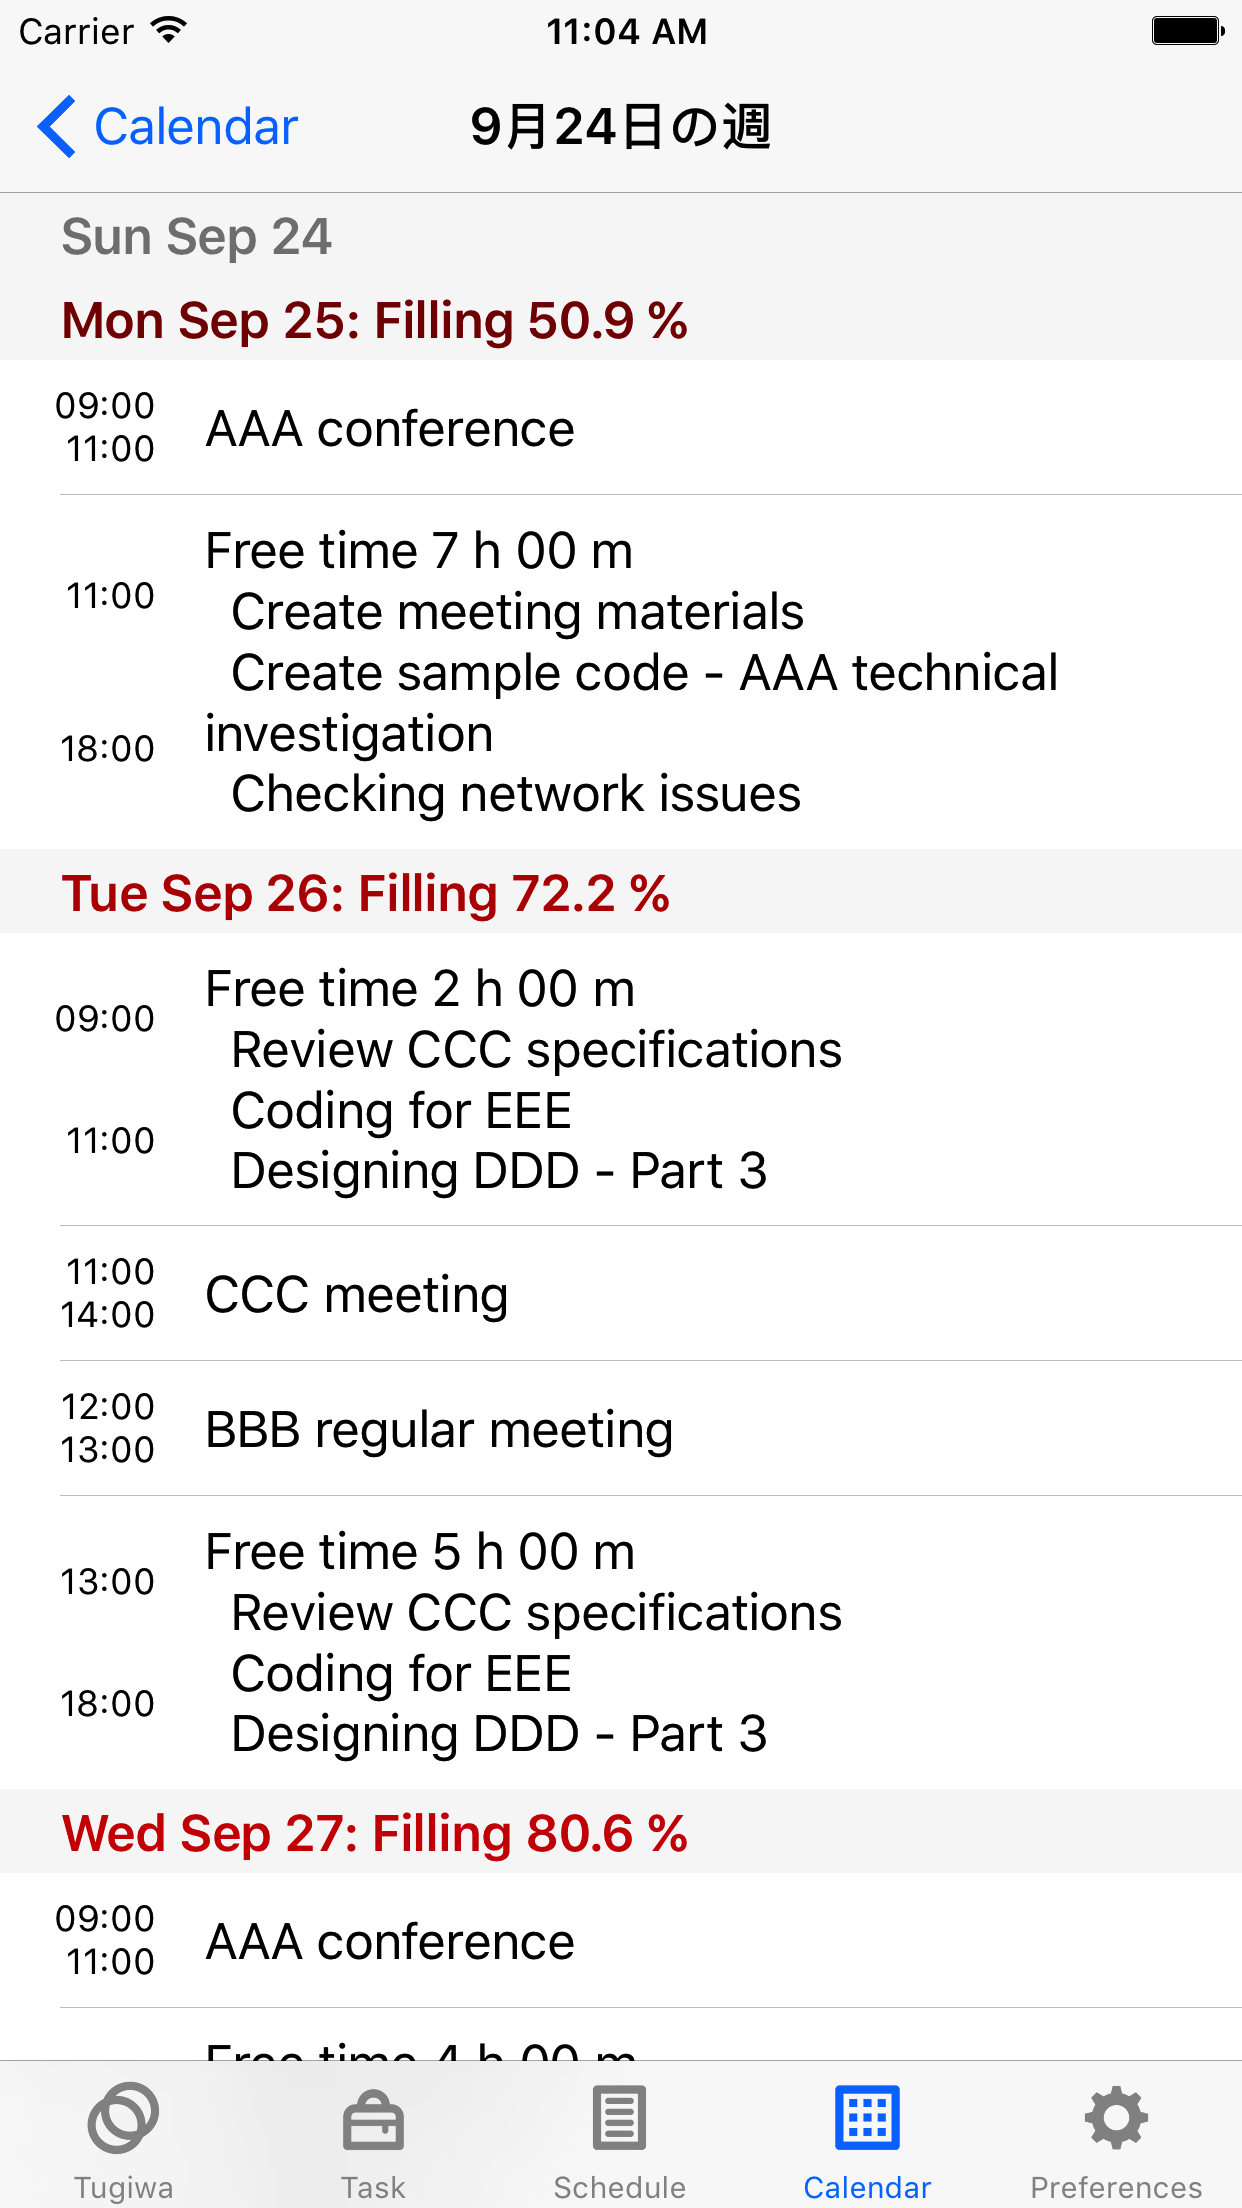 Carrier 11:04 AM
Calendar 9月24日の週
Sun Sep 24
Mon Sep 25: Filling 50.9 %
09:00
11:00
AAA conference
11:00
18:00
Free time 7 h 00 m
Create meeting materials
Create sample code - AAA technical
investigation
Checking network issues
Tue Sep 26: Filling 72.2 %
09:00
11:00
Free time 2 h 00 m
Review CCC specifications
Coding for EEE
Designing DDD - Part 3
11:00
14:00
CCC meeting
12:00
13:00
BBB regular meeting
13:00
18:00
Free time 5 h 00 m
Review CCC specifications
Coding for EEE
Designing DDD - Part 3
Wed Sep 27: Filling 80.6 %
09:00
11:00
AAA conference
Free time 4 h 00 m
Tugiwa Task Schedule Calendar Preferences